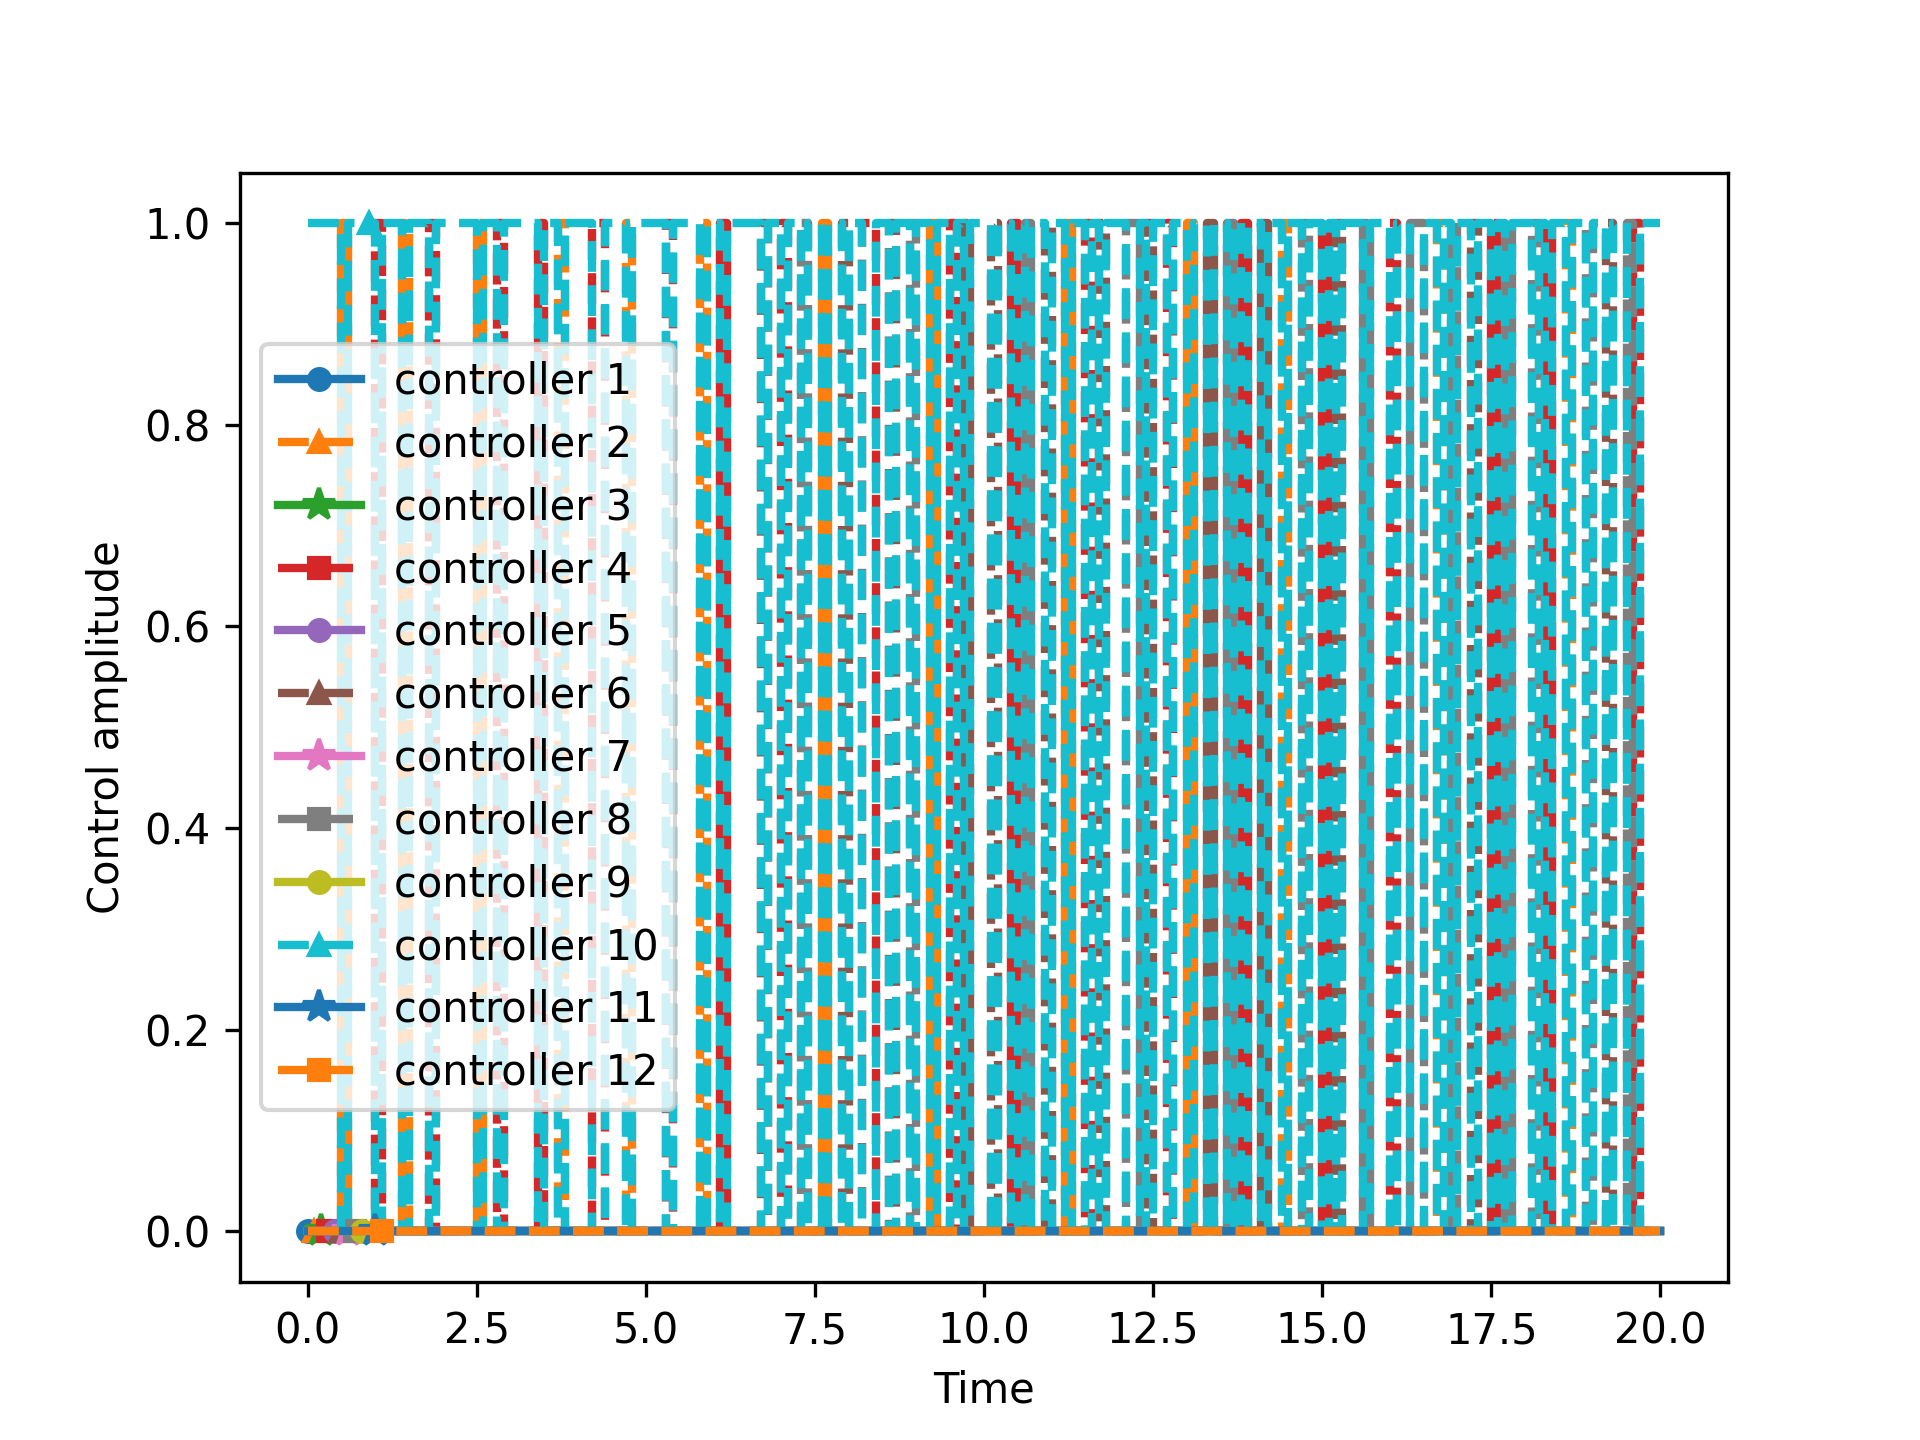 1.0
0.8
0.6
0.4
0.2
0.0
Control amplitude
controller 1
controller 2
controller 3
controller 4
controller 5
controller 6
controller 7
controller 8
controller 9
controller 10
controller 11
controller 12
0.0 2.5 5.0 7.5 10.0 12.5 15.0 17.5 20.0
Time